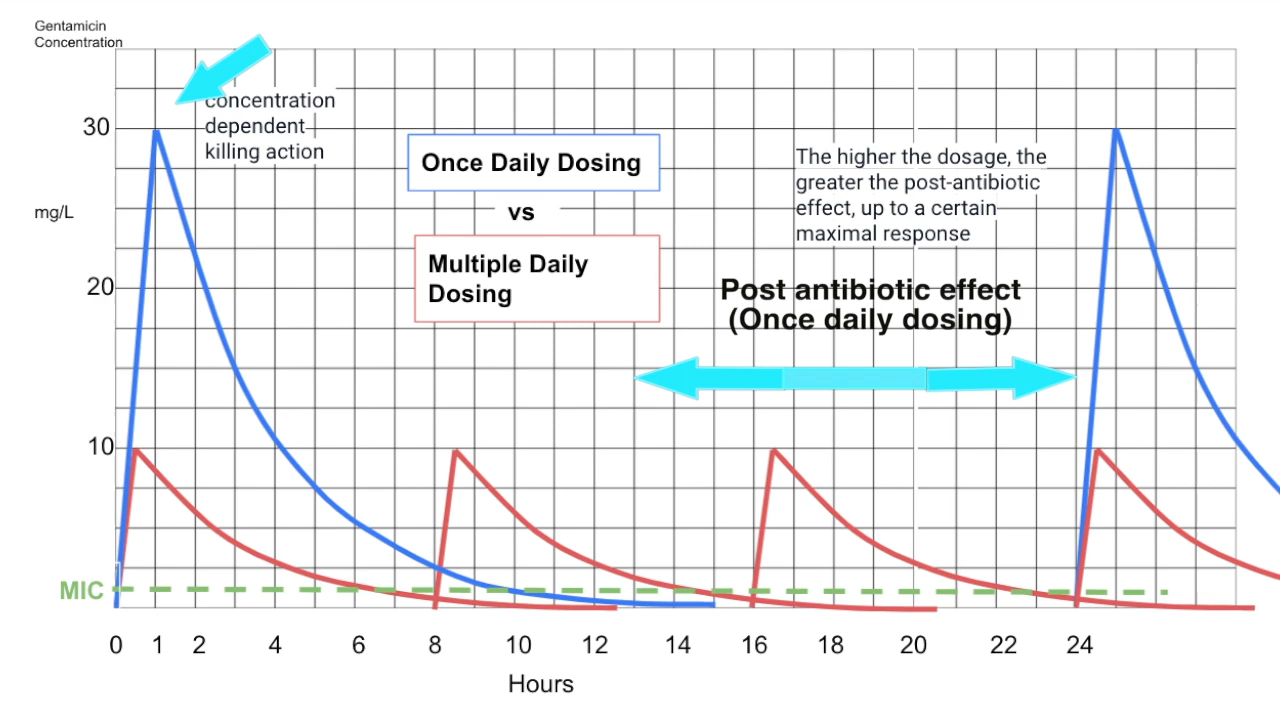 Gentamicin
Concentration
concentration
dependent
killing action
30
Once Daily Dosing
The higher the dosage, the
greater the post-antibiotic
effect, up to a certain
maximal response
mg/L
vs
Multiple Daily
Dosing
20
Post antibiotic effect
(Once daily dosing)
10
MIC
0 1 2 4 6 8 10 12 14 16 18 20 22 24
Hours